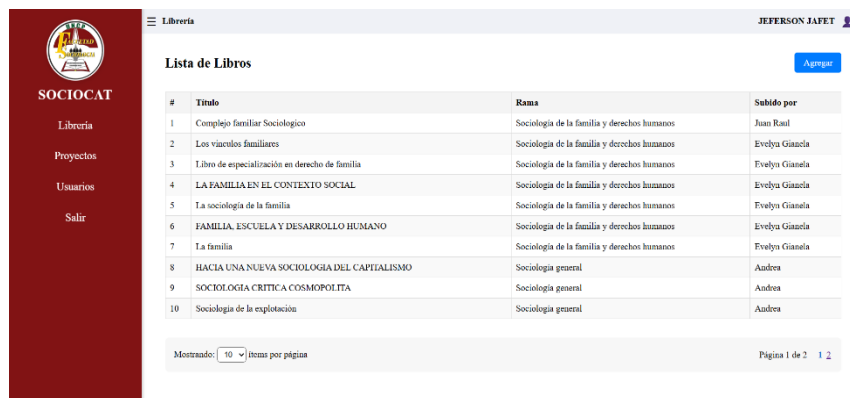 ☰ Librería
JEFERSON JAFET
SOCIOCAT
Librería
Proyectos
Usuarios
Salir
Lista de Libros
Agregar
# Título Rama Subido por
1 Complejo familiar Sociologico Sociología de la familia y derechos humanos Juan Raul
2 Los vinculos familiares Sociología de la familia y derechos humanos Evelyn Gianela
3 Libro de especialización en derecho de familia Sociología de la familia y derechos humanos Evelyn Gianela
4 LA FAMILIA EN EL CONTEXTO SOCIAL Sociología de la familia y derechos humanos Evelyn Gianela
5 La sociología de la familia Sociología de la familia y derechos humanos Evelyn Gianela
6 FAMILIA, ESCUELA Y DESARROLLO HUMANO Sociología de la familia y derechos humanos Evelyn Gianela
7 La familia Sociología de la familia y derechos humanos Evelyn Gianela
8 HACIA UNA NUEVA SOCIOLOGIA DEL CAPITALISMO Sociología general Andrea
9 SOCIOLOGIA CRITICA COSMOPOLITA Sociología general Andrea
10 Sociología de la explotación Sociología general Andrea
Mostrando: 10 ítems por página
Página 1 de 2 1 2